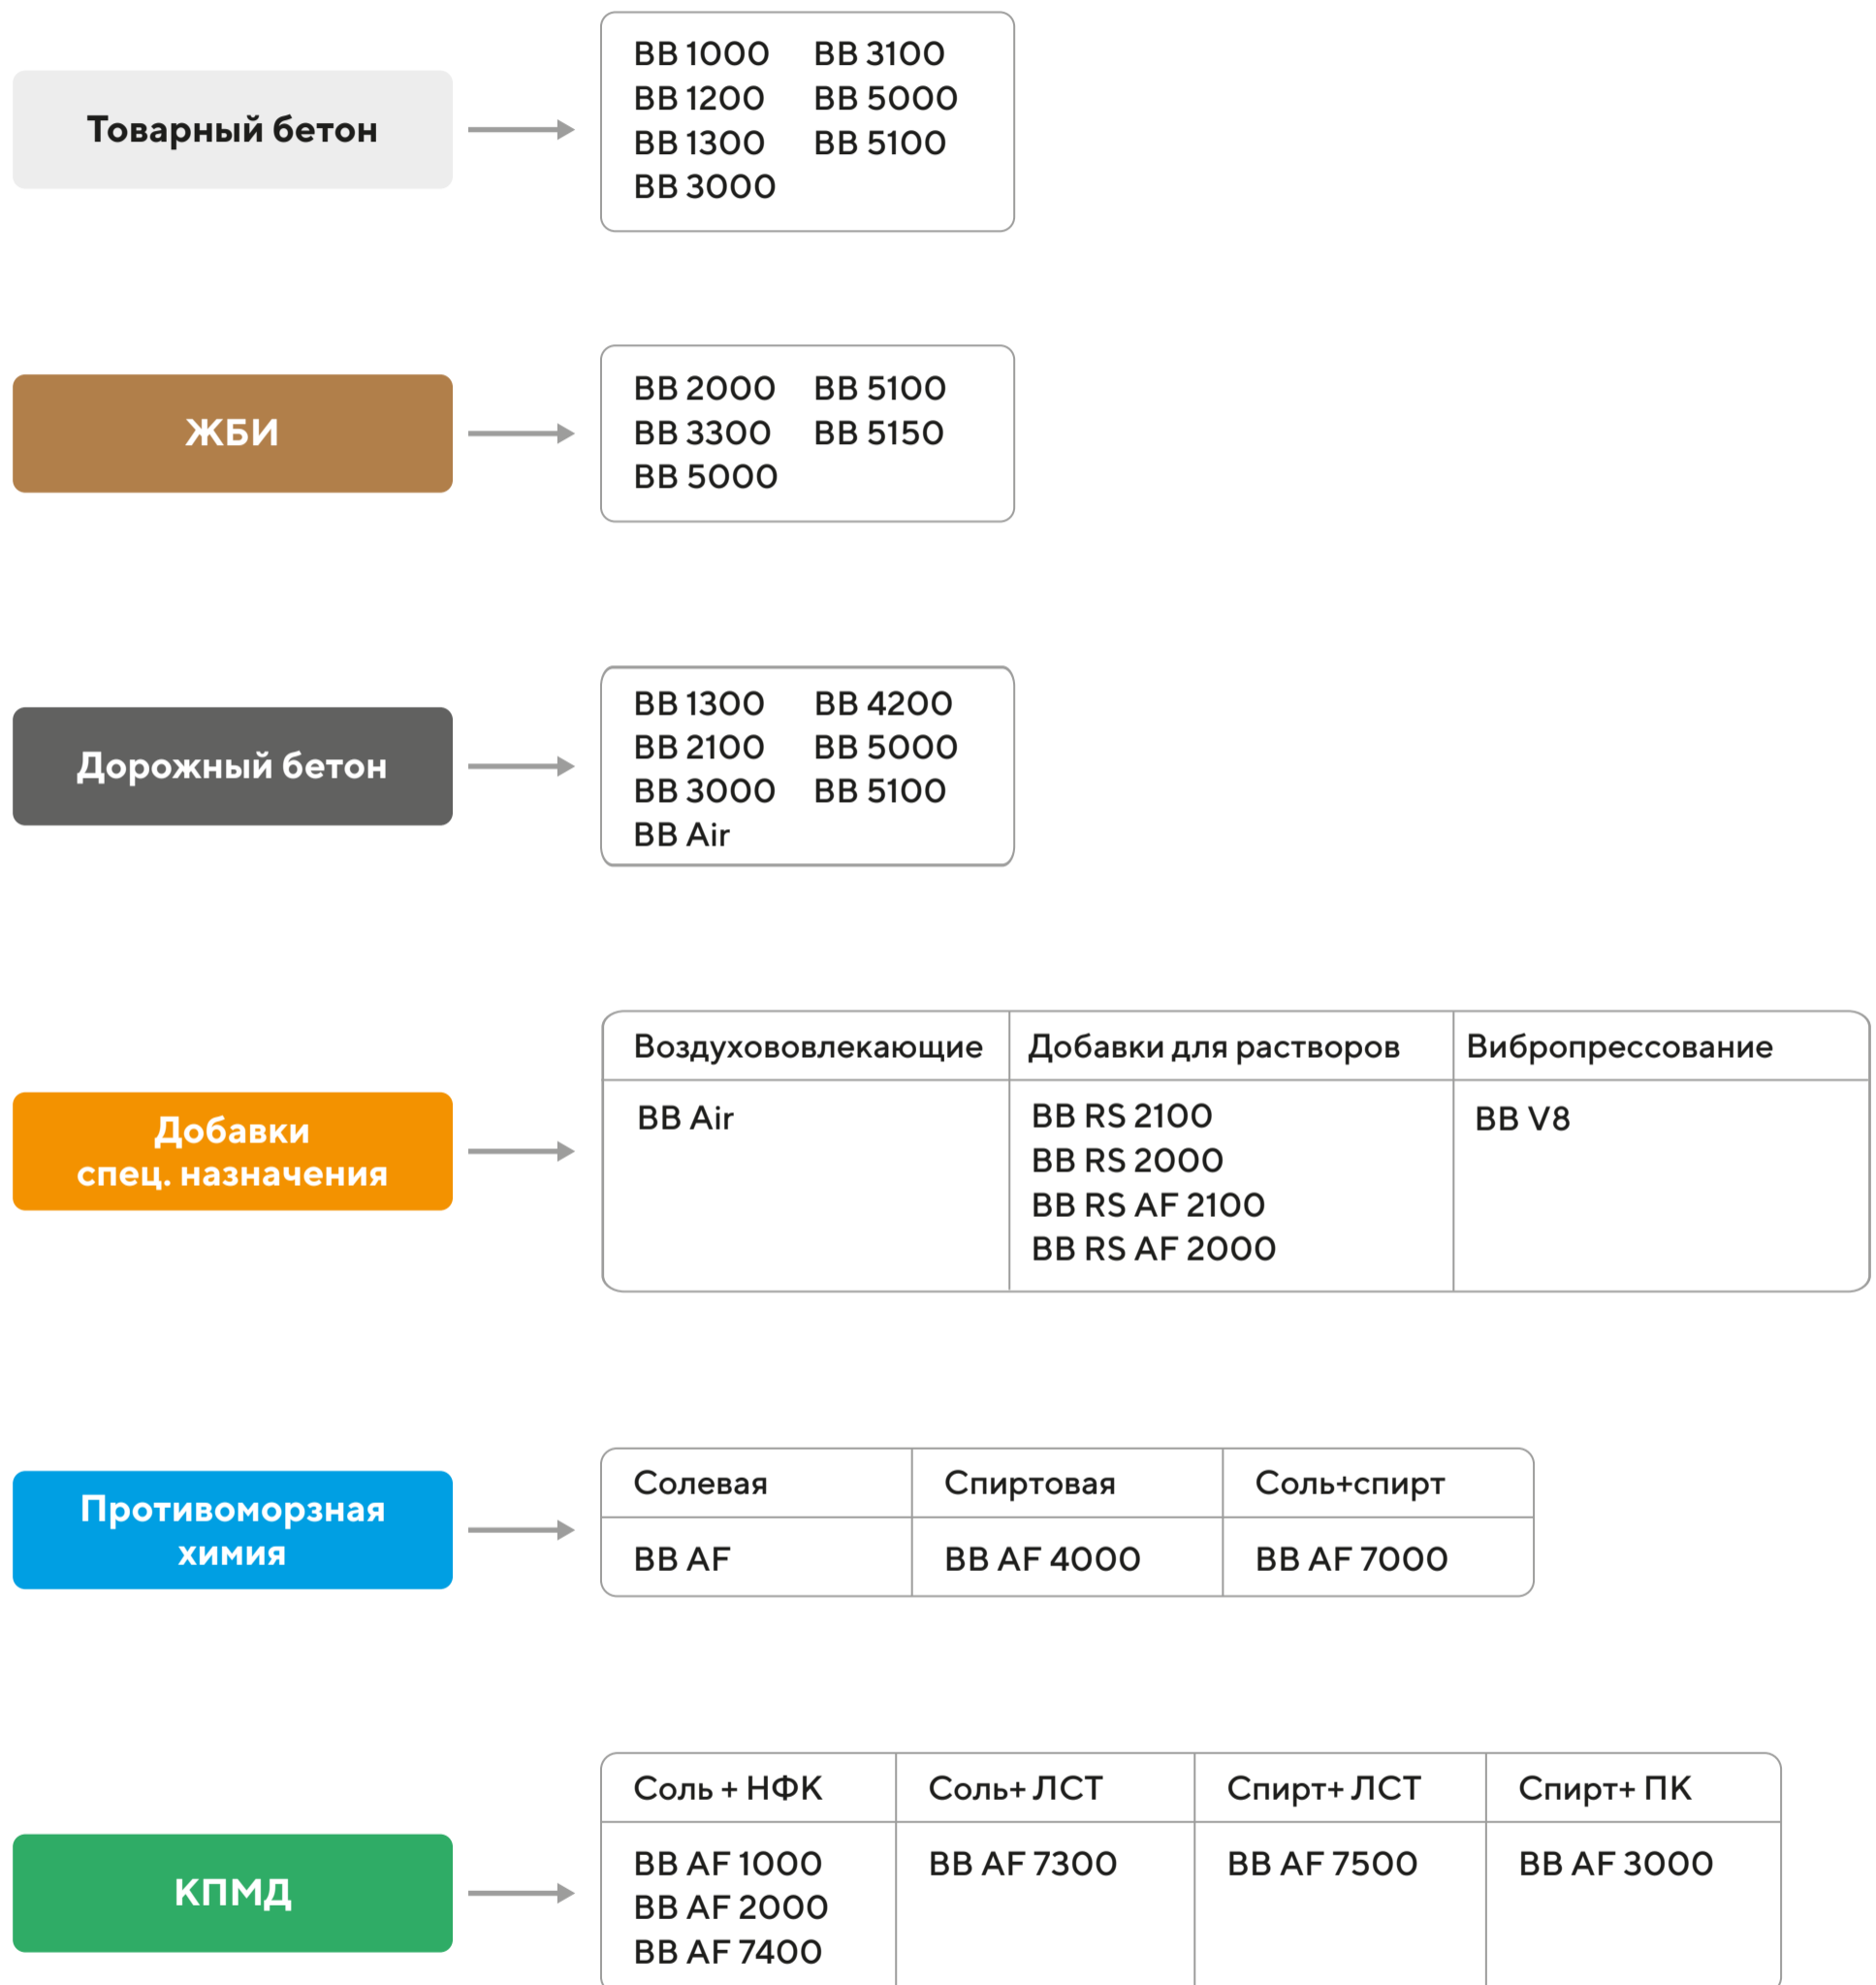 Товарный бетон
BB 1000 BB 3100
BB 1200 BB 5000
BB 1300 BB 5100
BB 3000
ЖБИ
BB 2000 BB 5100
BB 3300 BB 5150
BB 5000
Дорожный бетон
BB 1300 BB 4200
BB 2100 BB 5000
BB 3000 BB 5100
BB Air
Добавки
спец. назначения
Воздухововлекающие Добавки для растворов Вибропрессование
BB Air BB RS 2100 BB V8
BB RS 2000
BB RS AF 2100
BB RS AF 2000
Противоморзная
химия
Солевая Спиртовая Соль+спирт
BB AF BB AF 4000 BB AF 7000
КПМД
Соль + НФК Соль+ ЛСТ Спирт+ ЛСТ Спирт+ ПК
BB AF 1000 BB AF 7300 BB AF 7500 BB AF 3000
BB AF 2000
BB AF 7400